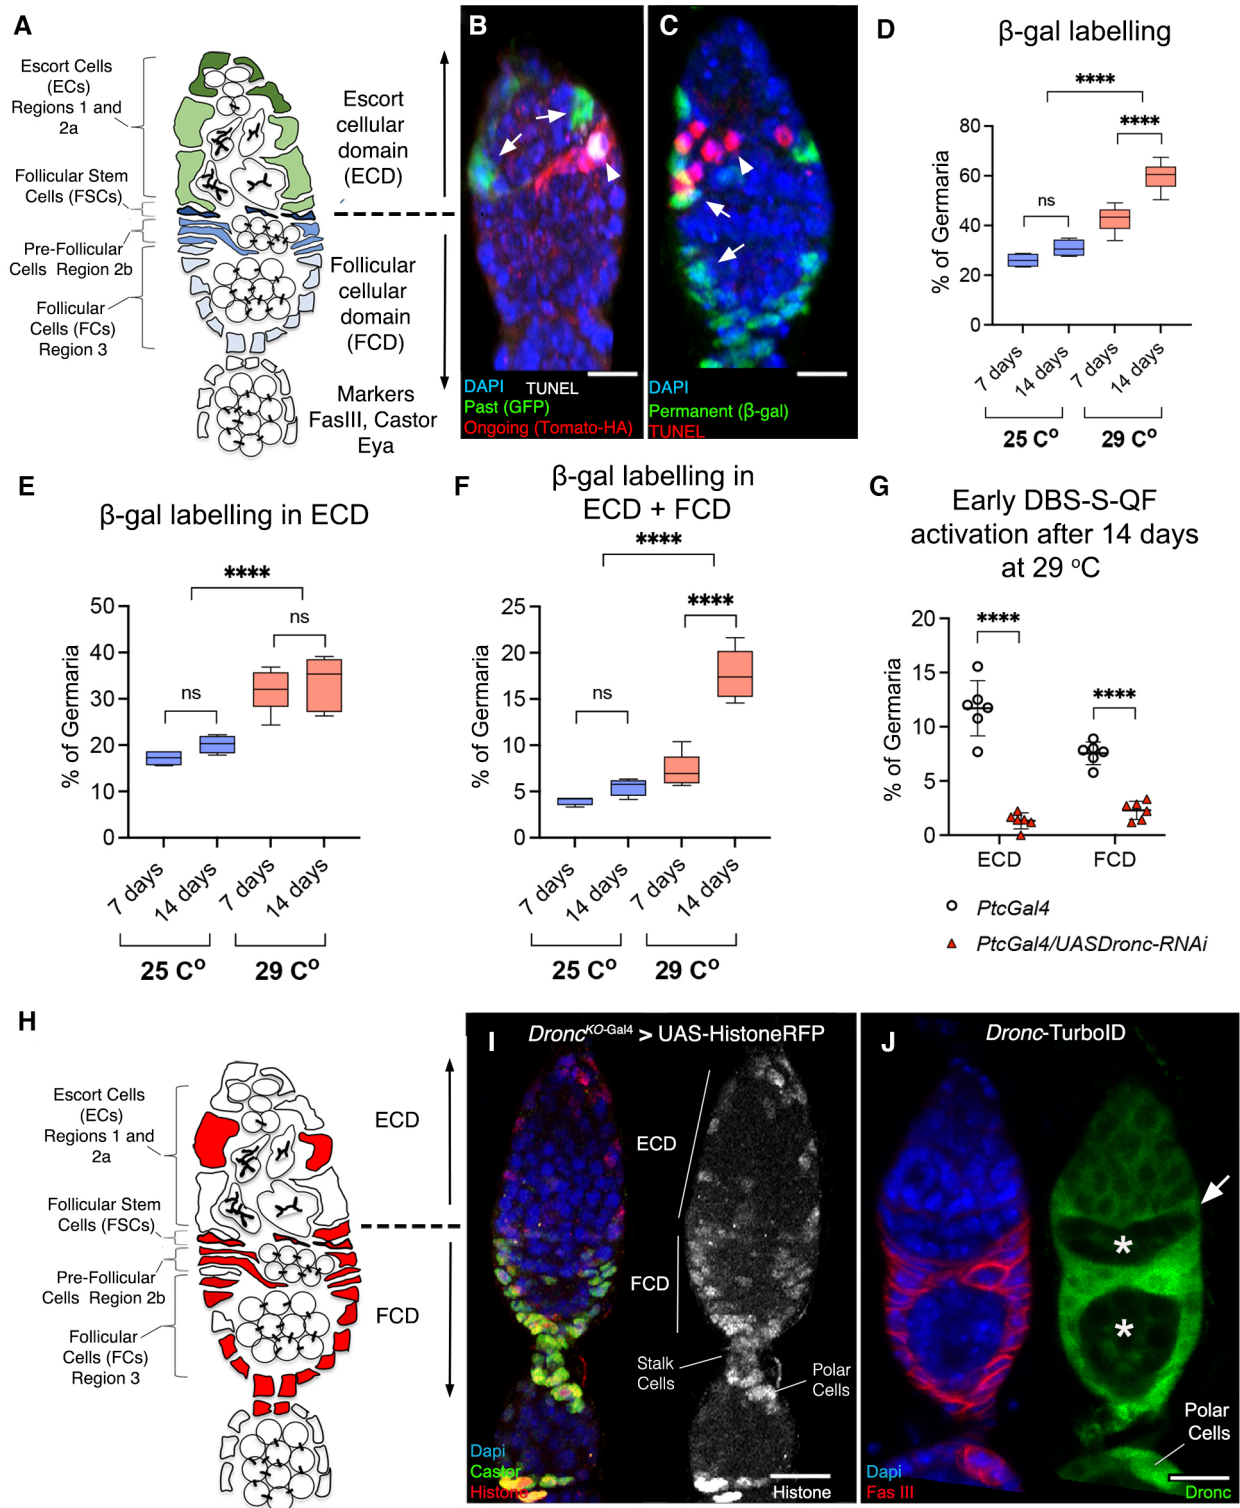 A
Escort Cells
(ECs)
Regions 1 and
2a
Follicular Stem
Cells (FSCs)
Pre-Follicular
Cells Region 2b
Follicular
Cells (FCs)
Region 3
Escort
cellular
domain
(ECD)
Follicular
cellular
domain
(FCD)
Markers
FasIII, Castor
Eya
B
DAPI TUNEL
Past (GFP)
Ongoing (Tomato-HA)
C
DAPI
Permanent (β-gal)
TUNEL
D
β-gal labelling
****
****
ns
% of Germaria
80
60
40
20
0
7 days
14 days
7 days
14 days
25 Cº
29 Cº
E
β-gal labelling in ECD
****
ns
ns
% of Germaria
50
40
30
20
10
0
7 days
14 days
7 days
14 days
25 Cº
29 Cº
F
β-gal labelling in
ECD + FCD
****
****
ns
% of Germaria
25
20
15
10
5
0
7 days
14 days
7 days
14 days
25 Cº
29 Cº
G
Early DBS-S-QF
activation after 14 days
at 29 ºC
****
****
% of Germaria
20
15
10
5
0
ECD
FCD
PtcGal4
PtcGal4/UASDronc-RNAi
H
Escort Cells
(ECs)
Regions 1 and
2a
Follicular Stem
Cells (FSCs)
Pre-Follicular
Cells Region 2b
Follicular
Cells (FCs)
Region 3
ECD
FCD
I
Dronc^KO-Gal4 > UAS-HistoneRFP
ECD
FCD
Stalk
Cells
Polar
Cells
Dapi
Castor
Histone
Histone
J
Dronc-TurboID
*
*
Polar
Cells
Dapi
Fas III
Dronc